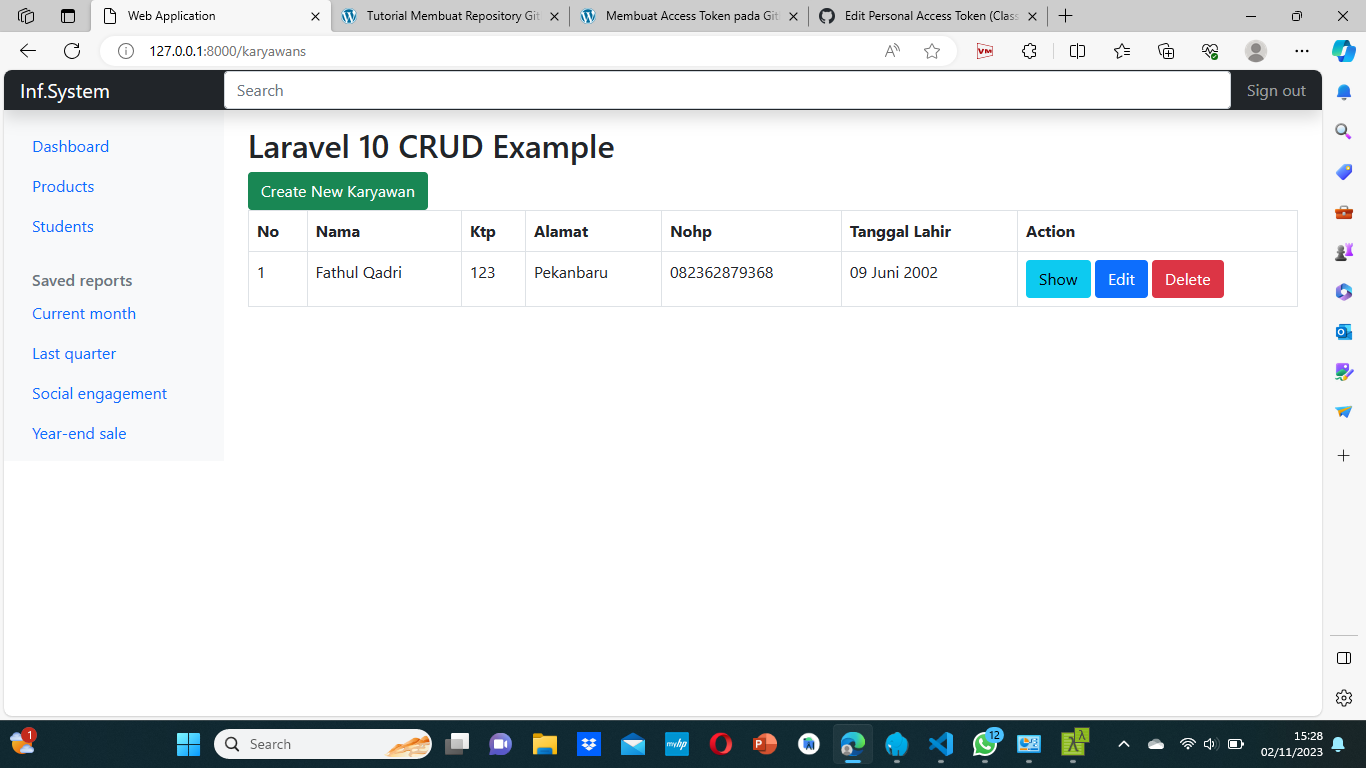 Web Application
Tutorial Membuat Repository Git
Membuat Access Token pada Git
Edit Personal Access Token (Class
127.0.0.1:8000/karyawans
Inf.System
Search
Sign out
Dashboard
Products
Students
Saved reports
Current month
Last quarter
Social engagement
Year-end sale
Laravel 10 CRUD Example
Create New Karyawan
No Nama Ktp Alamat Nohp Tanggal Lahir Action
1 Fathul Qadri 123 Pekanbaru 082362879368 09 Juni 2002 Show Edit Delete
1
Search
myhp
12
15:28
02/11/2023